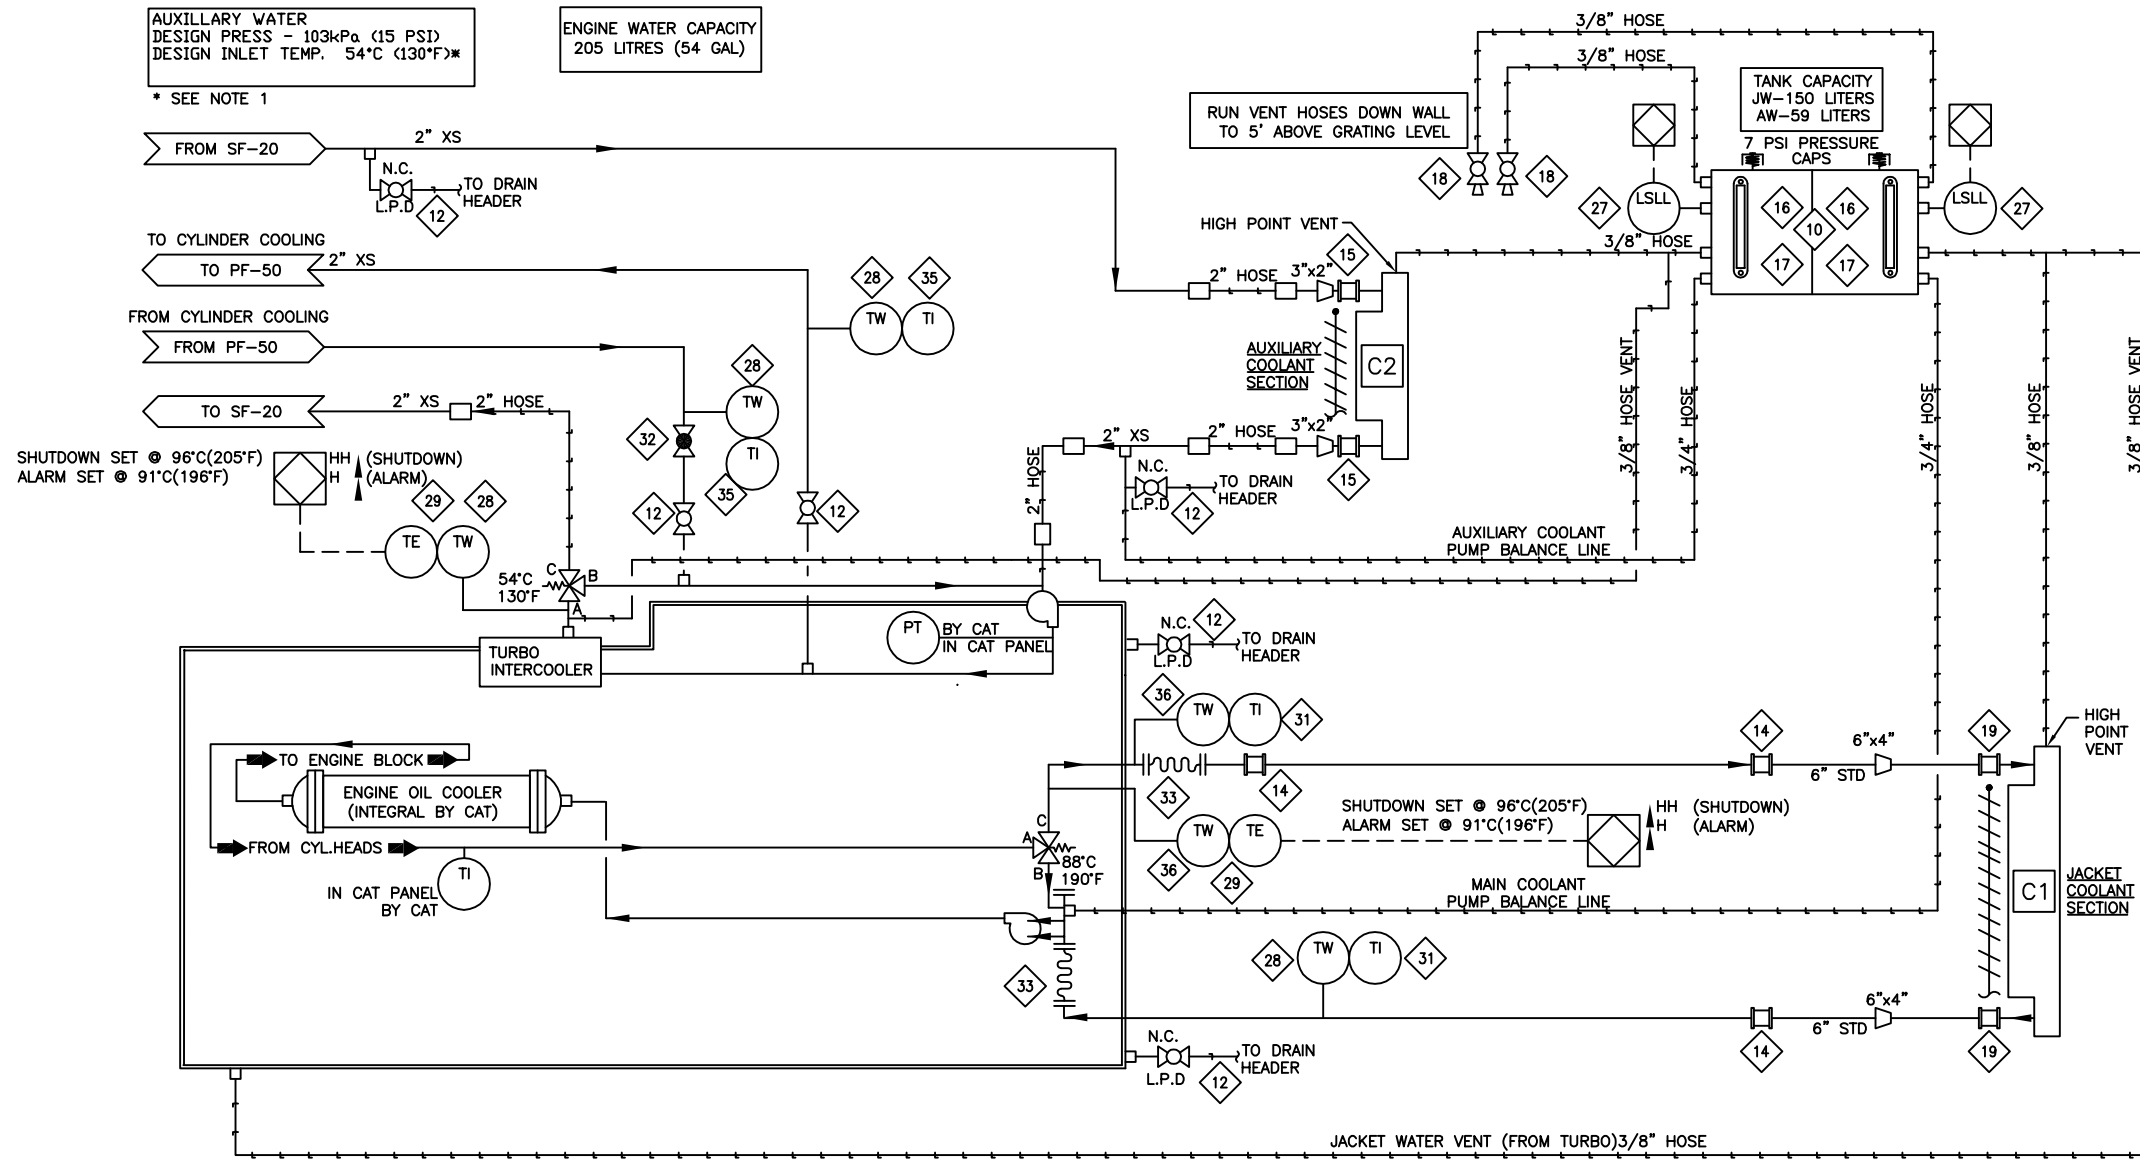 AUXILLARY WATER
DESIGN PRESS - 103kPa (15 PSI)
DESIGN INLET TEMP. 54°C (130°F)*
* SEE NOTE 1
ENGINE WATER CAPACITY
205 LITRES (54 GAL)
3/8" HOSE
3/8" HOSE
TANK CAPACITY
JW-150 LITERS
AW-59 LITERS
RUN VENT HOSES DOWN WALL
TO 5' ABOVE GRATING LEVEL
7 PSI PRESSURE
CAPS
FROM SF-20
2" XS
N.C.
L.P.D
12
TO DRAIN
HEADER
18
18
27
LSLL
16
16
10
17
17
LSLL
27
TO CYLINDER COOLING
TO PF-50
2" XS
28
35
TW
TI
HIGH POINT VENT
15
3/8" HOSE
2" HOSE
3"x2"
FROM CYLINDER COOLING
FROM PF-50
28
TW
TI
35
AUXILIARY
COOLANT
SECTION
C2
TO SF-20
2" XS
2" HOSE
32
12
12
SHUTDOWN SET @ 96°C(205°F)
ALARM SET @ 91°C(196°F)
HH (SHUTDOWN)
H (ALARM)
29
28
TE
TW
2" HOSE
2" XS
2" HOSE
3"x2"
15
N.C.
L.P.D
12
TO DRAIN
HEADER
3/8" HOSE VENT
3/4" HOSE
3/4" HOSE
3/8" HOSE
3/8" HOSE VENT
AUXILIARY COOLANT
PUMP BALANCE LINE
54°C
130°F
C
B
A
TURBO
INTERCOOLER
PT
BY CAT
IN CAT PANEL
N.C.
L.P.D
12
TO DRAIN
HEADER
36
TW
TI
31
14
6"x4"
6" STD
19
HIGH
POINT
VENT
TO ENGINE BLOCK
ENGINE OIL COOLER
(INTEGRAL BY CAT)
33
14
SHUTDOWN SET @ 96°C(205°F)
ALARM SET @ 91°C(196°F)
HH (SHUTDOWN)
H (ALARM)
FROM CYL.HEADS
TI
IN CAT PANEL
BY CAT
C
A
B
88°C
190°F
TW
TE
36
29
MAIN COOLANT
PUMP BALANCE LINE
C1
JACKET
COOLANT
SECTION
33
28
TW
TI
31
6"x4"
6" STD
14
19
N.C.
L.P.D
12
TO DRAIN
HEADER
JACKET WATER VENT (FROM TURBO)3/8" HOSE